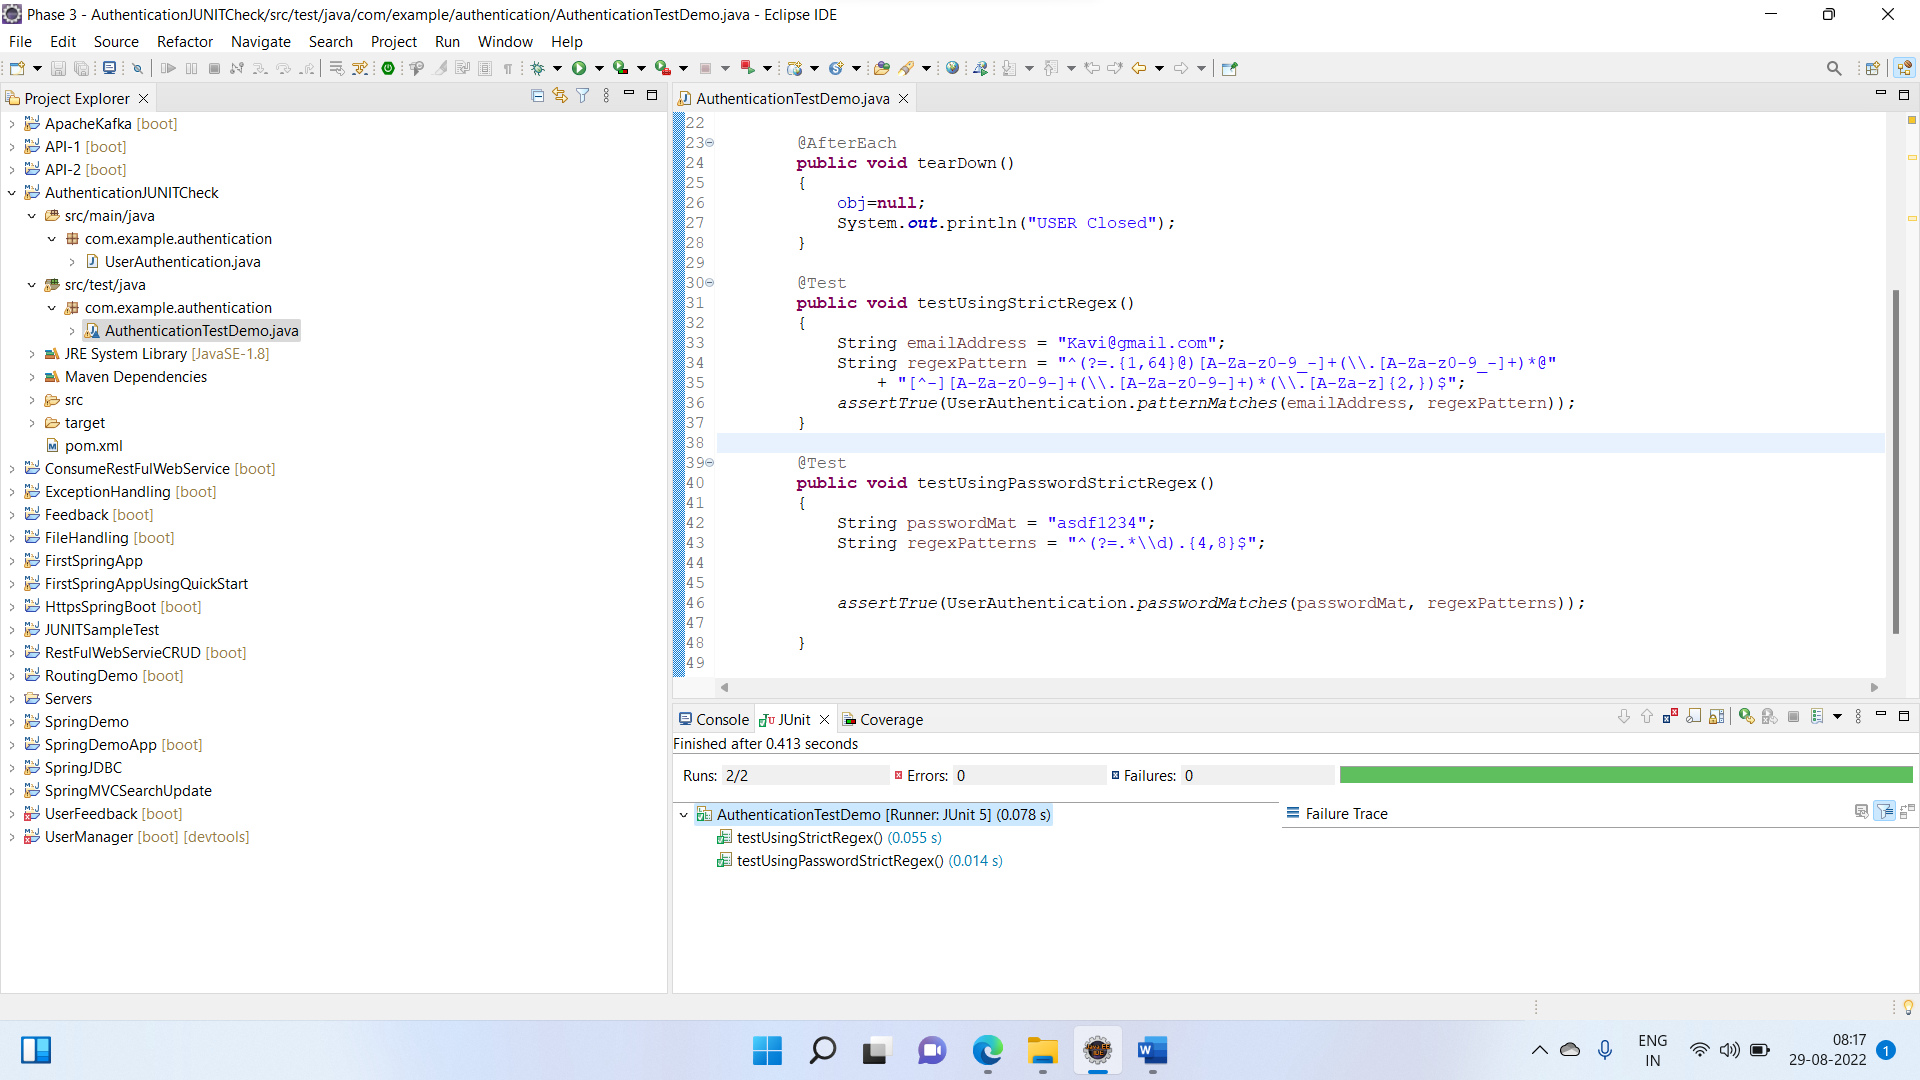 Phase 3 - AuthenticationJUNITCheck/src/test/java/com/example/authentication/AuthenticationTestDemo.java - Eclipse IDE
File Edit Source Refactor Navigate Search Project Run Window Help
Project Explorer
ApacheKafka [boot]
API-1 [boot]
API-2 [boot]
AuthenticationJUNITCheck
src/main/java
com.example.authentication
UserAuthentication.java
src/test/java
com.example.authentication
AuthenticationTestDemo.java
JRE System Library [JavaSE-1.8]
Maven Dependencies
src
target
pom.xml
ConsumeRestFulWebService [boot]
ExceptionHandling [boot]
Feedback [boot]
FileHandling [boot]
FirstSpringApp
FirstSpringAppUsingQuickStart
HttpsSpringBoot [boot]
JUNITSampleTest
RestFulWebServieCRUD [boot]
RoutingDemo [boot]
Servers
SpringDemo
SpringDemoApp [boot]
SpringJDBC
SpringMVCSearchUpdate
UserFeedback [boot]
UserManager [boot] [devtools]
AuthenticationTestDemo.java
22
23 @AfterEach
24 public void tearDown()
25 {
26 obj=null;
27 System.out.println("USER Closed");
28 }
29
30 @Test
31 public void testUsingStrictRegex()
32 {
33 String emailAddress = "Kavi@gmail.com";
34 String regexPattern = "^(?=.{1,64}@)[A-Za-z0-9_-]+(\\.[A-Za-z0-9_-]+)*@"
35 + "[^-][A-Za-z0-9-]+(\\.[A-Za-z0-9-]+)*(\\.[A-Za-z]{2,})$";
36 assertTrue(UserAuthentication.patternMatches(emailAddress, regexPattern));
37 }
38
39 @Test
40 public void testUsingPasswordStrictRegex()
41 {
42 String passwordMat = "asdf1234";
43 String regexPatterns = "^(?=.*\\d).{4,8}$";
44
45
46 assertTrue(UserAuthentication.passwordMatches(passwordMat, regexPatterns));
47
48 }
49
Console JUnit Coverage
Finished after 0.413 seconds
Runs: 2/2 Errors: 0 Failures: 0
AuthenticationTestDemo [Runner: JUnit 5] (0.078 s)
testUsingStrictRegex() (0.055 s)
testUsingPasswordStrictRegex() (0.014 s)
Failure Trace
ENG
IN
08:17
29-08-2022
1